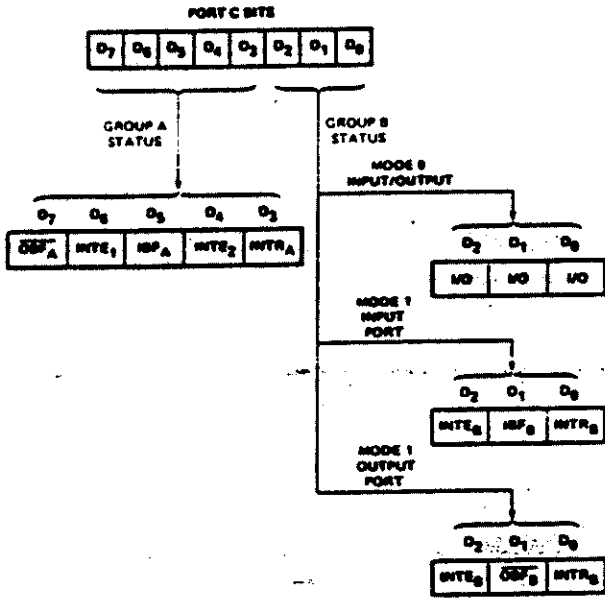 PORT C BITS
D7 D6 D5 D4 D3 D2 D1 D0
GROUP A
STATUS
GROUP B
STATUS
MODE 0
INPUT/OUTPUT
D7 D6 D5 D4 D3
O̅B̅F̅A INTE1 IBFA INTE2 INTRA
D2 D1 D0
I/O I/O I/O
MODE 1
INPUT
PORT
D2 D1 D0
INTEB IBFB INTRB
MODE 1
OUTPUT
PORT
D2 D1 D0
INTEB O̅B̅F̅B INTRB